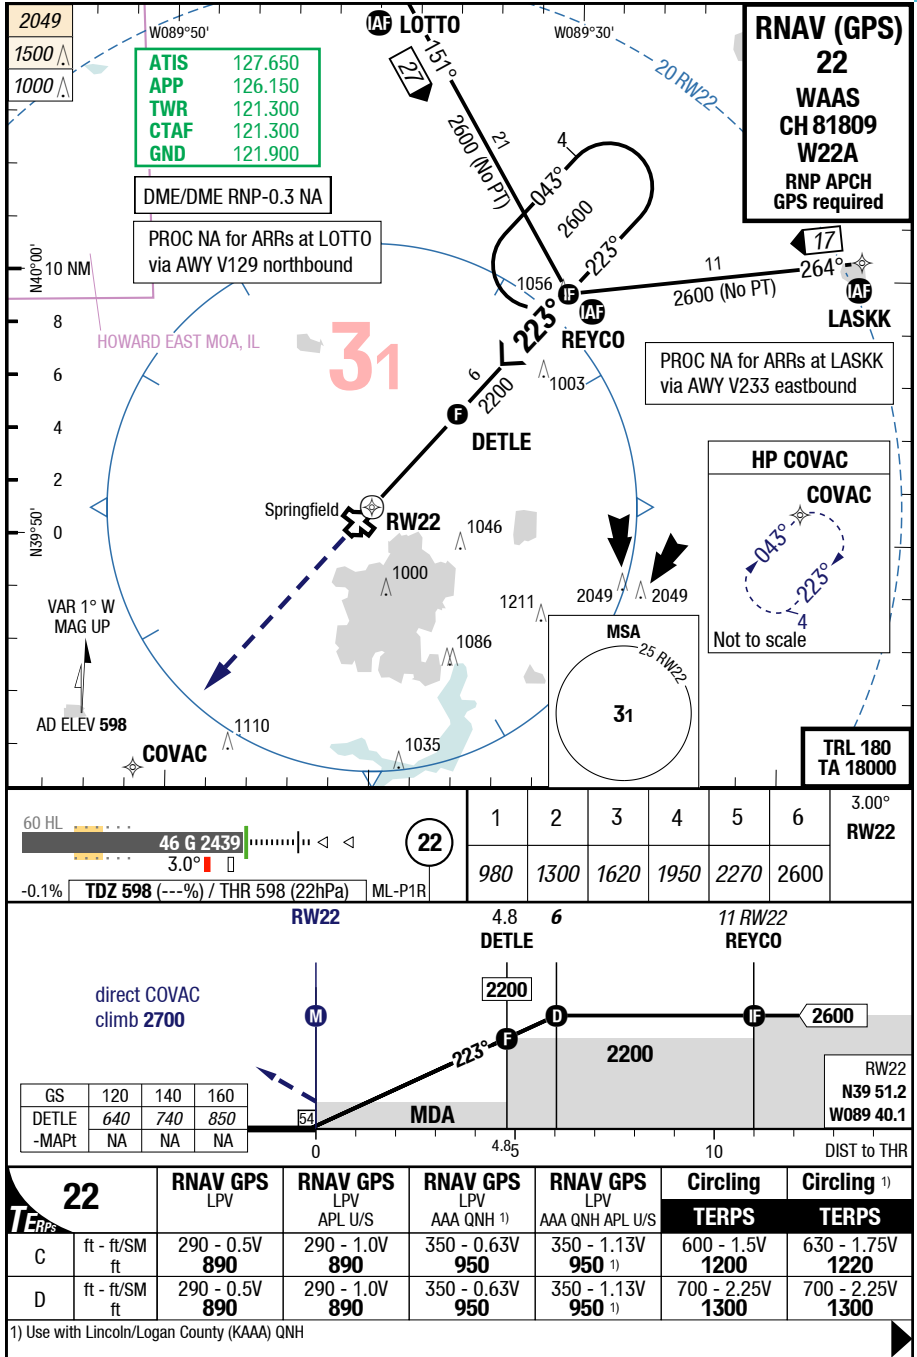 2049
1500
1000
W089°50'
W089°30'
ATIS 127.650
APP 126.150
TWR 121.300
CTAF 121.300
GND 121.900
DME/DME RNP-0.3 NA
PROC NA for ARRs at LOTTO
via AWY V129 northbound
IAF LOTTO
151°
27
21
2600 (No PT)
20 RW22
RNAV (GPS)
22
WAAS
CH 81809
W22A
RNP APCH
GPS required
4
043°
2600
223°
17
264°
11
2600 (No PT)
IAF
LASKK
N40°00'
10 NM
8
6
4
2
0
N39°50'
HOWARD EAST MOA, IL
31
1056
IF
IAF
REYCO
223°
PROC NA for ARRs at LASKK
via AWY V233 eastbound
1003
6
2200
F
DETLE
HP COVAC
COVAC
043°
223°
4
Not to scale
Springfield
RW22
1046
1000
1211
2049
2049
1086
VAR 1° W
MAG UP
AD ELEV 598
MSA
25 RW22
31
1110
1035
COVAC
TRL 180
TA 18000
60 HL
46 G 2439
3.0°
22
-0.1%
TDZ 598 (---%) / THR 598 (22hPa)
ML-P1R
1 2 3 4 5 6 3.00°
RW22
980 1300 1620 1950 2270 2600
RW22
4.8
DETLE
6
11 RW22
REYCO
2200
direct COVAC
climb 2700
M
D
IF
2600
F
223°
2200
RW22
N39 51.2
W089 40.1
GS 120 140 160
DETLE 640 740 850
-MAPt NA NA NA
54
MDA
0
4.8
5
10
DIST to THR
TERPs
22
RNAV GPS
LPV
RNAV GPS
LPV
APL U/S
RNAV GPS
LPV
AAA QNH 1)
RNAV GPS
LPV
AAA QNH APL U/S
Circling
TERPS
Circling 1)
TERPS
C ft - ft/SM 290 - 0.5V 290 - 1.0V 350 - 0.63V 350 - 1.13V 600 - 1.5V 630 - 1.75V
ft 890 890 950 950 1) 1200 1220
D ft - ft/SM 290 - 0.5V 290 - 1.0V 350 - 0.63V 350 - 1.13V 700 - 2.25V 700 - 2.25V
ft 890 890 950 950 1) 1300 1300
1) Use with Lincoln/Logan County (KAAA) QNH